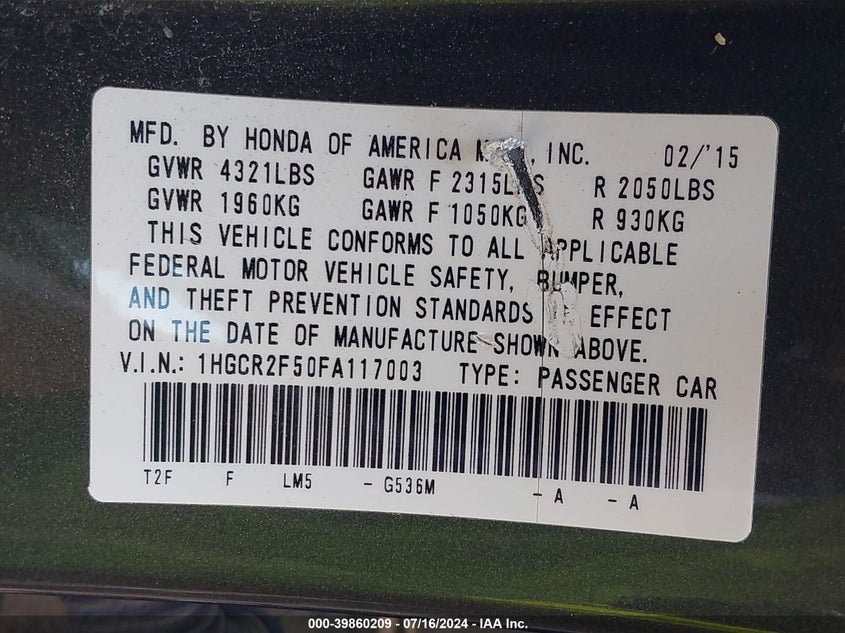 MFD. BY HONDA OF AMERICA INC. 02/'15
GVWR 4321LBS GAWR F 2315LBS R 2050LBS
GVWR 1960KG GAWR F 1050KG R 930KG
THIS VEHICLE CONFORMS TO ALL APPLICABLE
FEDERAL MOTOR VEHICLE SAFETY, BUMPER,
AND THEFT PREVENTION STANDARDS EFFECT
ON THE DATE OF MANUFACTURE SHOWN ABOVE.
V.I.N.: 1HGCR2F50FA117003 TYPE: PASSENGER CAR
T2F F LM5 - G536M - A - A
000-39860209 - 07/16/2024 - IAA Inc.